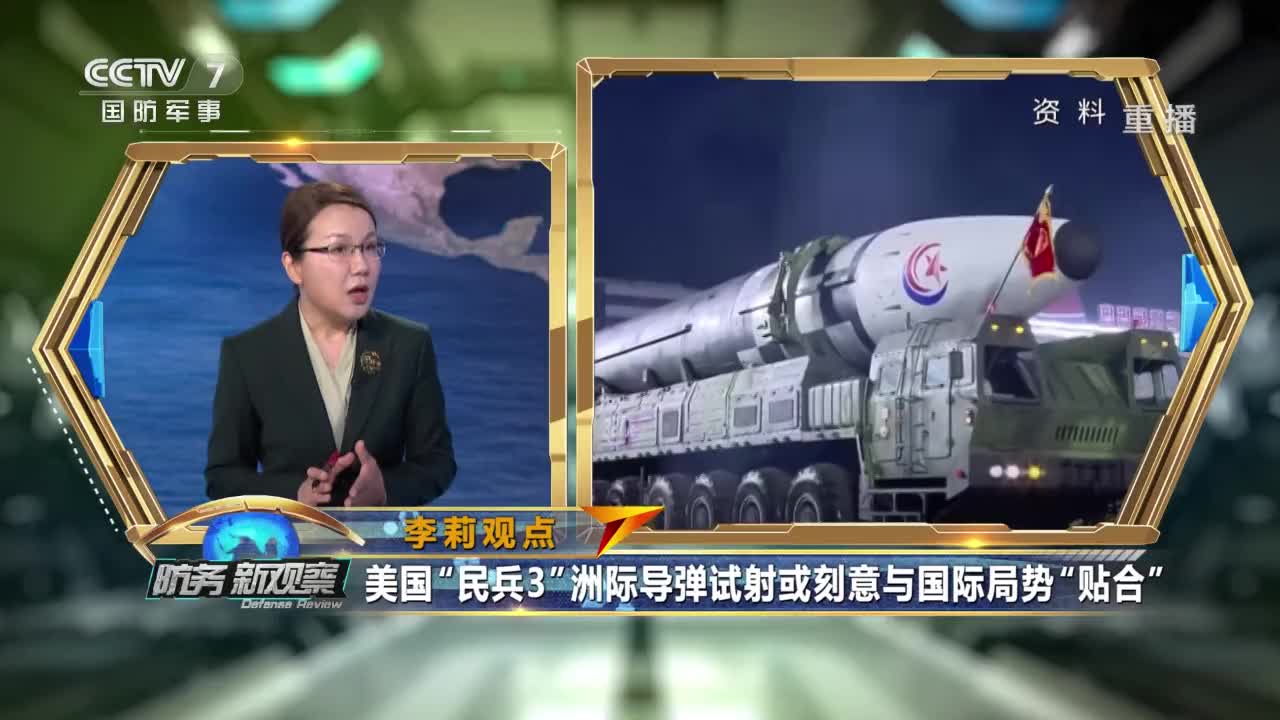 CCTV 7
国防军事
资料
重播
李莉观点
防务新观察
Defense Review
美国“民兵3”洲际导弹试射或刻意与国际局势“贴合”